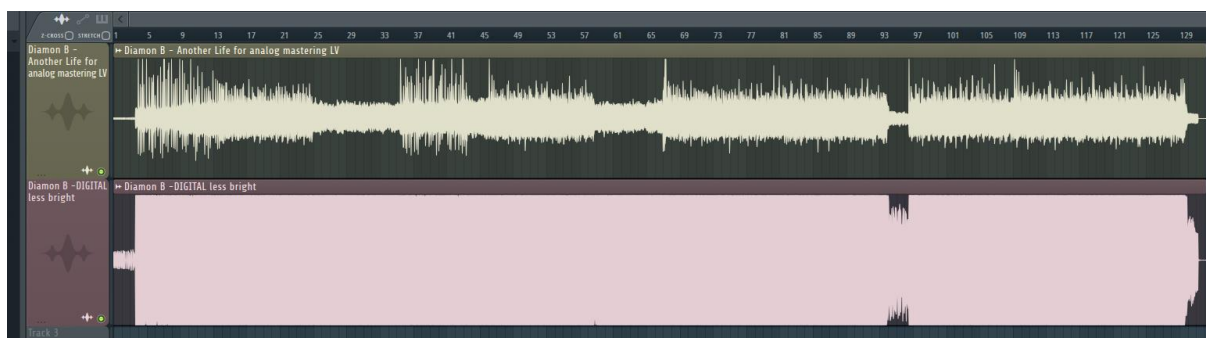 Z-CROSS STRETCH 1 5 9 13 17 21 25 29 33 37 41 45 49 53 57 61 65 69 73 77 81 85 89 93 97 101 105 109 113 117 121 125 129
Diamon B -
Another Life for
analog mastering LV
Diamon B - Another Life for analog mastering LV
Diamon B -DIGITAL
less bright
Diamon B -DIGITAL less bright
Track 3